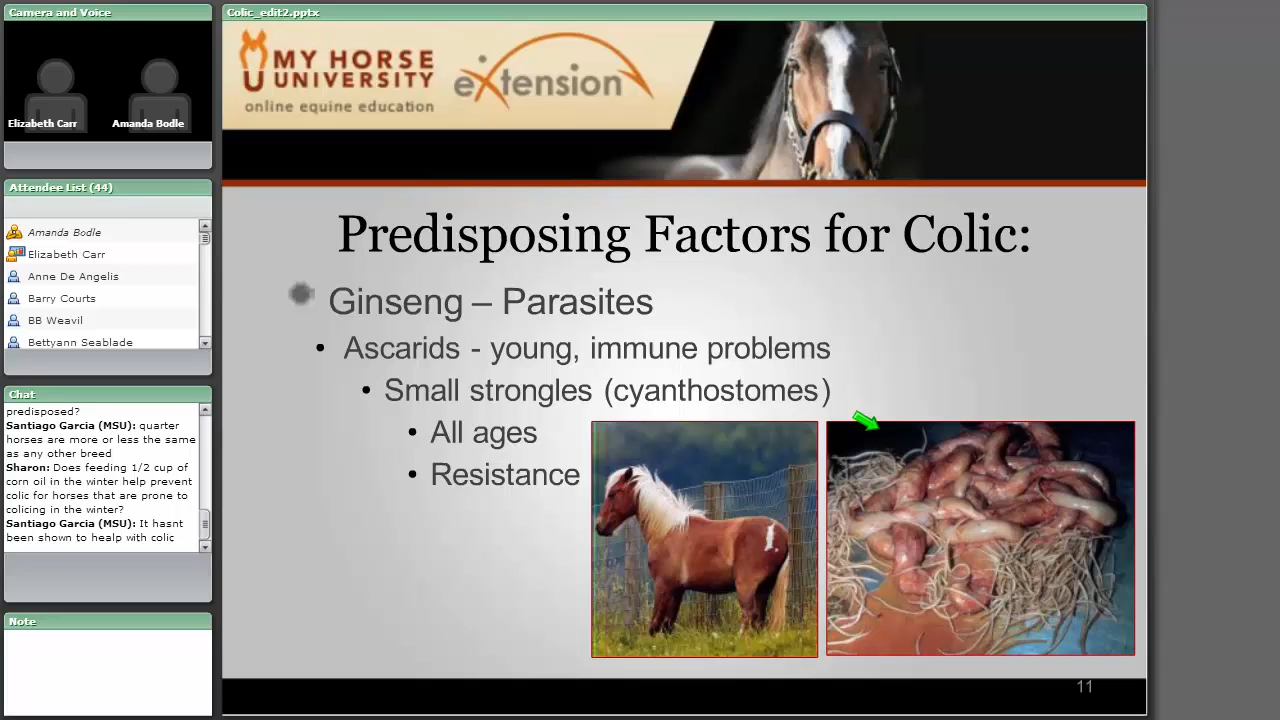 Camera and Voice
Elizabeth Carr
Amanda Bodle
Attendee List (44)
Amanda Bodle
Elizabeth Carr
Anne De Angelis
Barry Courts
BB Weavil
Bettyann Seablade
Chat
predisposed?
Santiago Garcia (MSU): quarter
horses are more or less the same
as any other breed
Sharon: Does feeding 1/2 cup of
corn oil in the winter help prevent
colic for horses that are prone to
colicing in the winter?
Santiago Garcia (MSU): It hasnt
been shown to healp with colic
Note
Colic_edit2.pptx
MY HORSE
UNIVERSITY
online equine education
eXtension
Predisposing Factors for Colic:
Ginseng – Parasites
• Ascarids - young, immune problems
• Small strongles (cyanthostomes)
• All ages
• Resistance
11